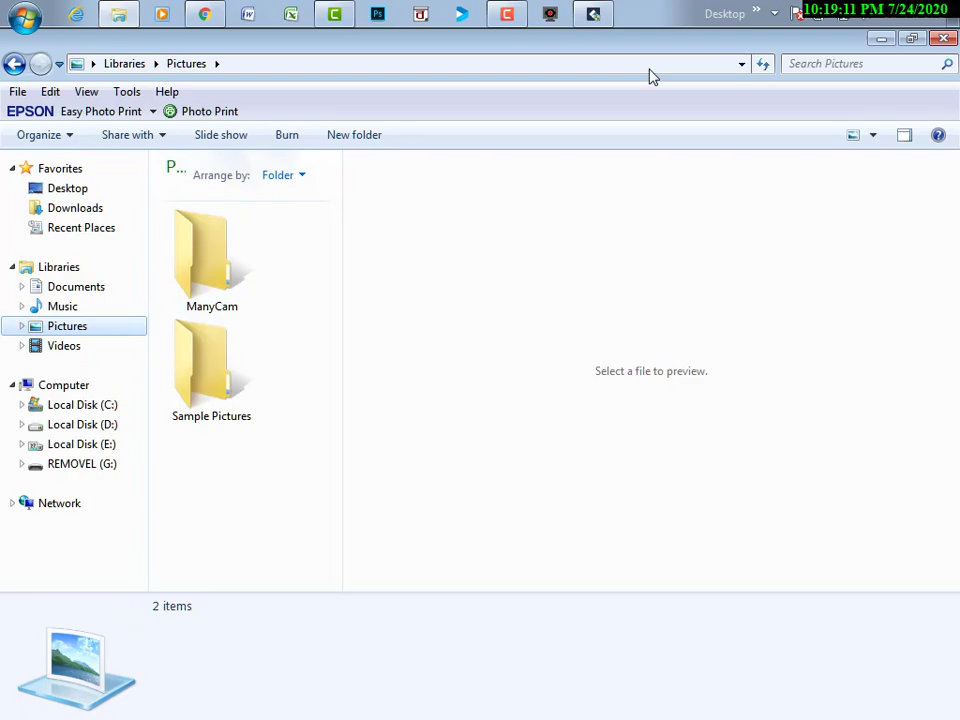 Desktop »
10:19:11 PM 7/24/2020
Libraries Pictures
Search Pictures
File Edit View Tools Help
EPSON Easy Photo Print Photo Print
Organize Share with Slide show Burn New folder
P... Arrange by: Folder
Favorites
Desktop
Downloads
Recent Places
Libraries
Documents
Music
Pictures
Videos
Computer
Local Disk (C:)
Local Disk (D:)
Local Disk (E:)
REMOVEL (G:)
Network
ManyCam
Sample Pictures
Select a file to preview.
2 items